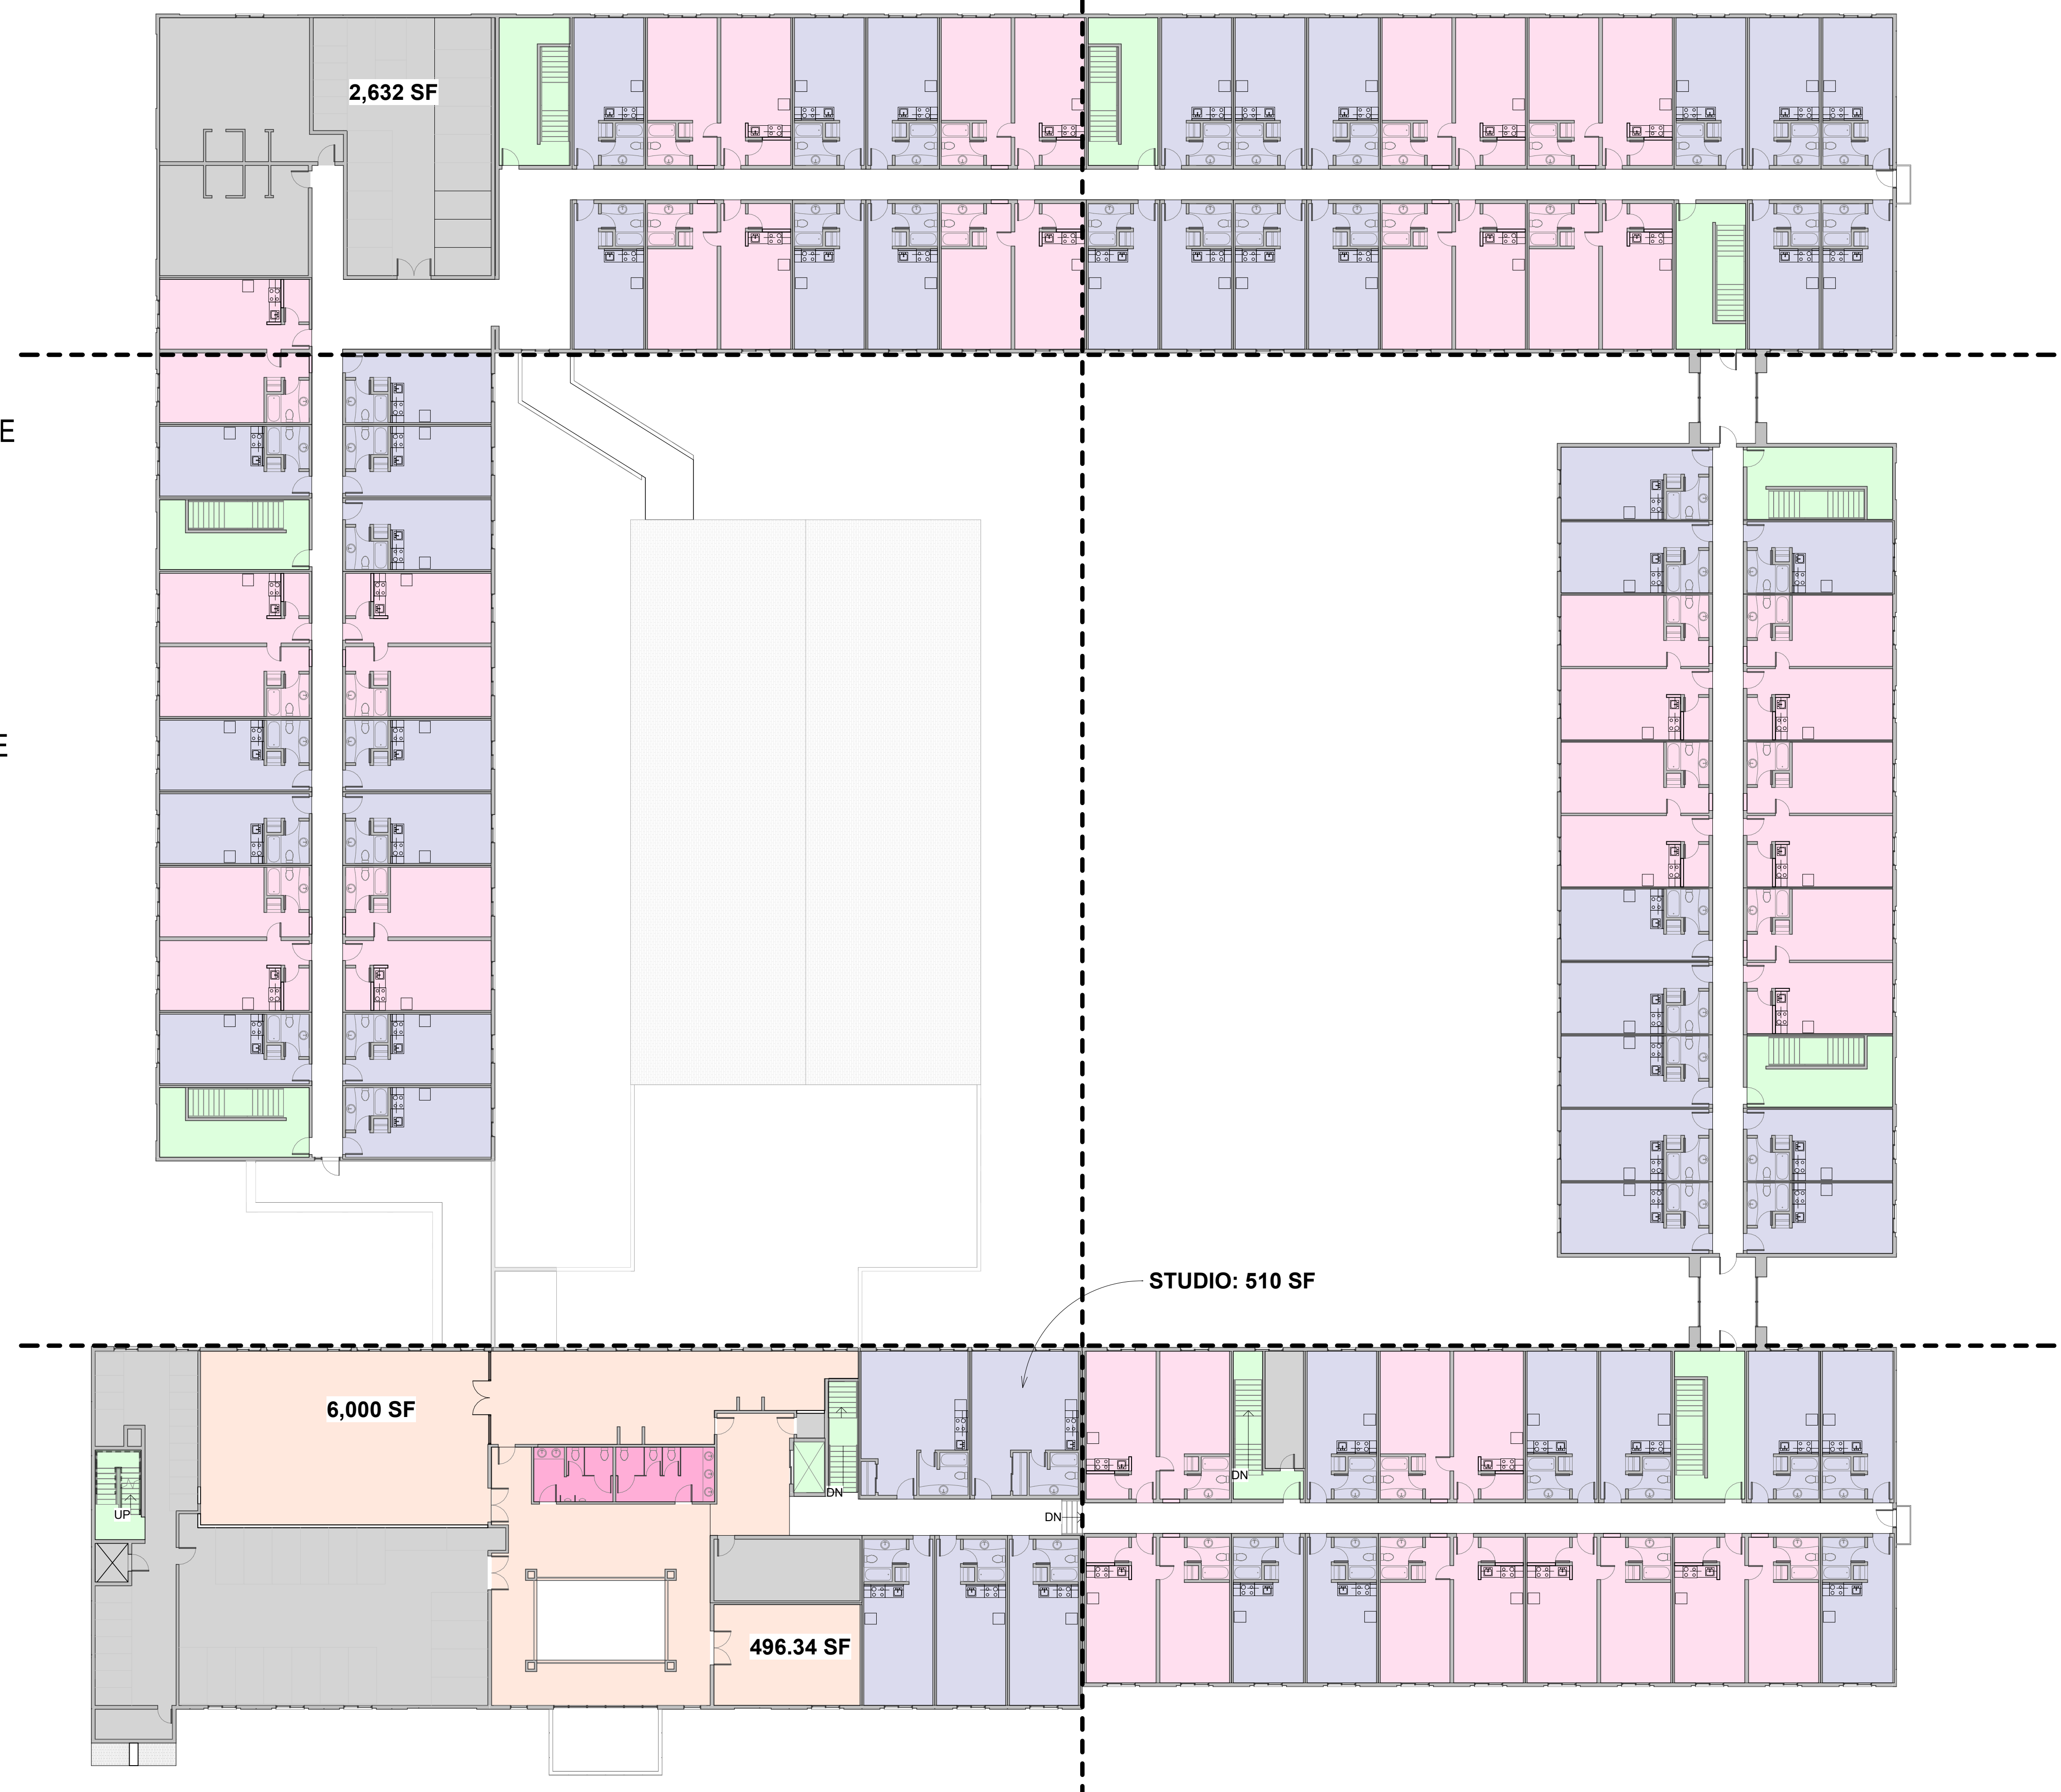 2,632 SF
E
E
STUDIO: 510 SF
6,000 SF
DN
UP
DN
DN
496.34 SF